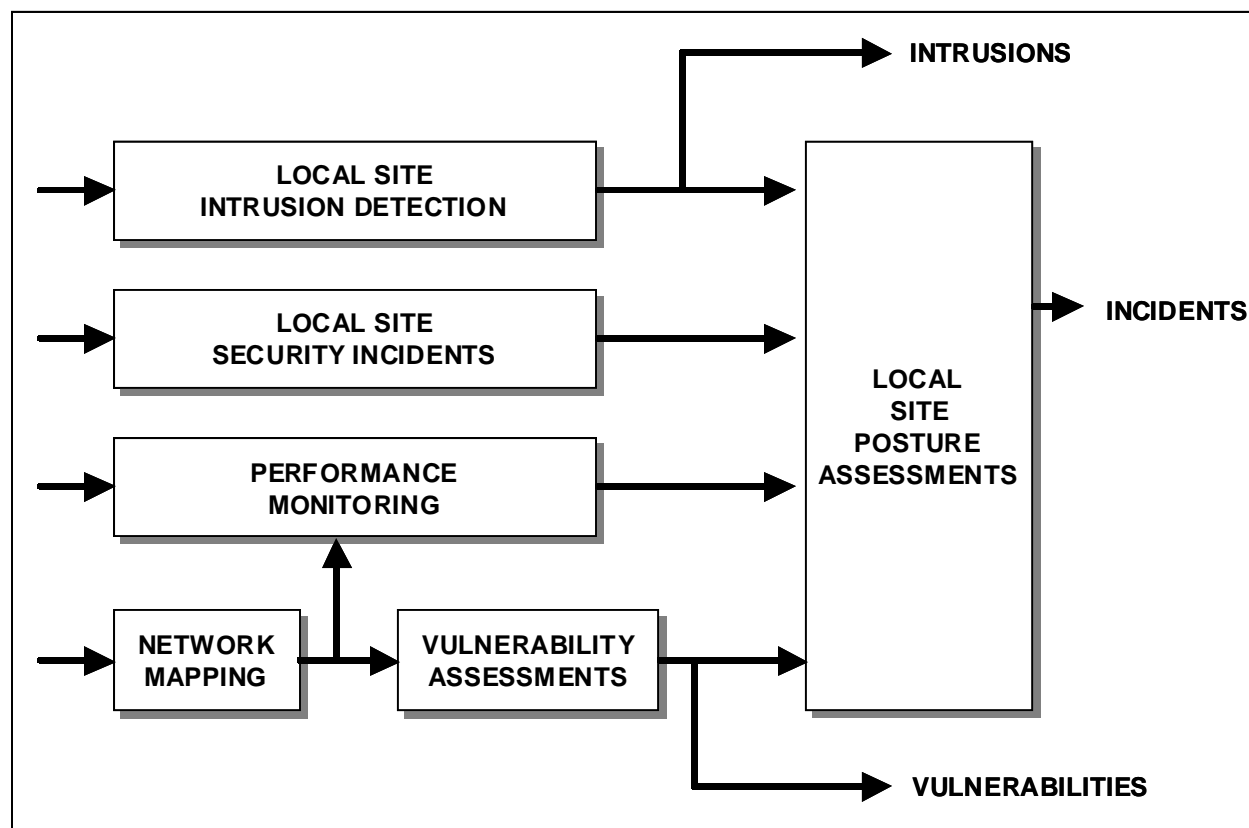 INTRUSIONS
LOCAL SITE
INTRUSION DETECTION
LOCAL SITE
SECURITY INCIDENTS
INCIDENTS
LOCAL
SITE
POSTURE
ASSESSMENTS
PERFORMANCE
MONITORING
NETWORK
MAPPING
VULNERABILITY
ASSESSMENTS
VULNERABILITIES